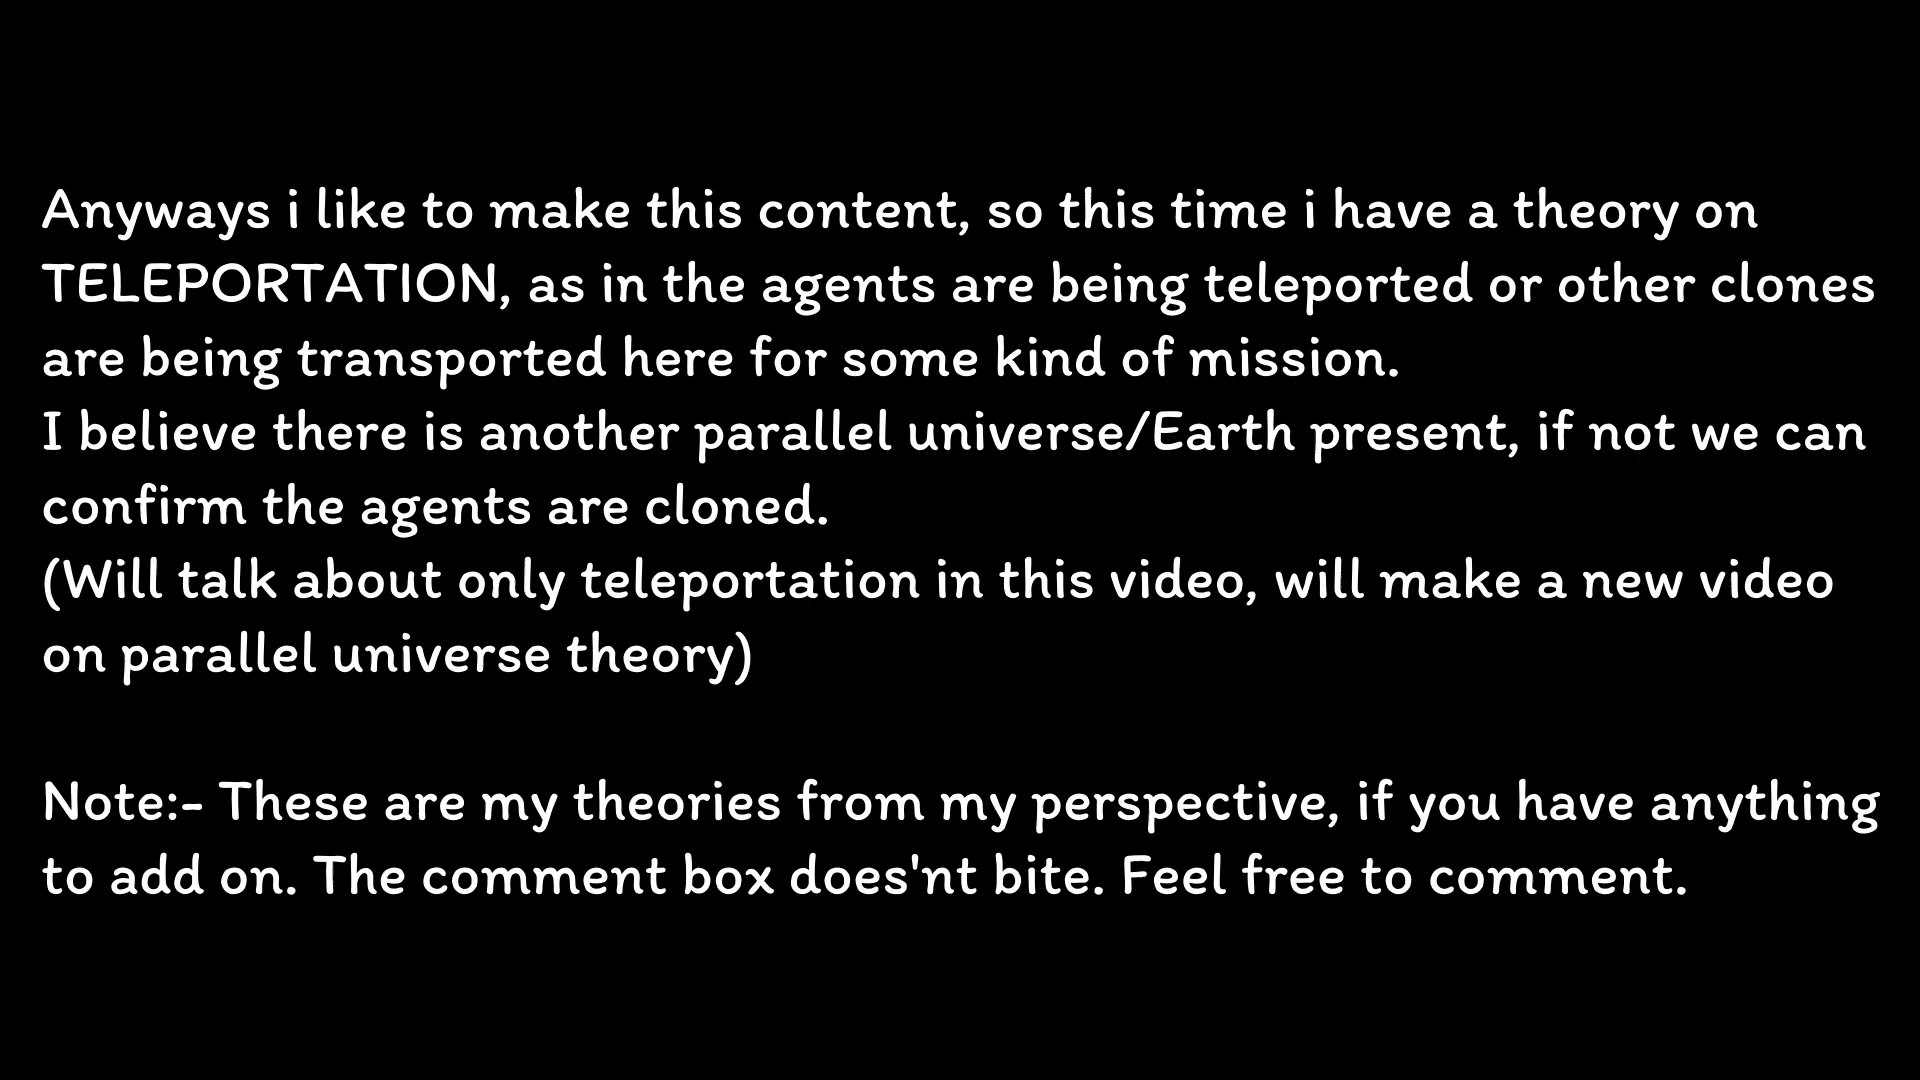 Anyways i like to make this content, so this time i have a theory on
TELEPORTATION, as in the agents are being teleported or other clones
are being transported here for some kind of mission.
I believe there is another parallel universe/Earth present, if not we can
confirm the agents are cloned.
(Will talk about only teleportation in this video, will make a new video
on parallel universe theory)
Note:- These are my theories from my perspective, if you have anything
to add on. The comment box does'nt bite. Feel free to comment.